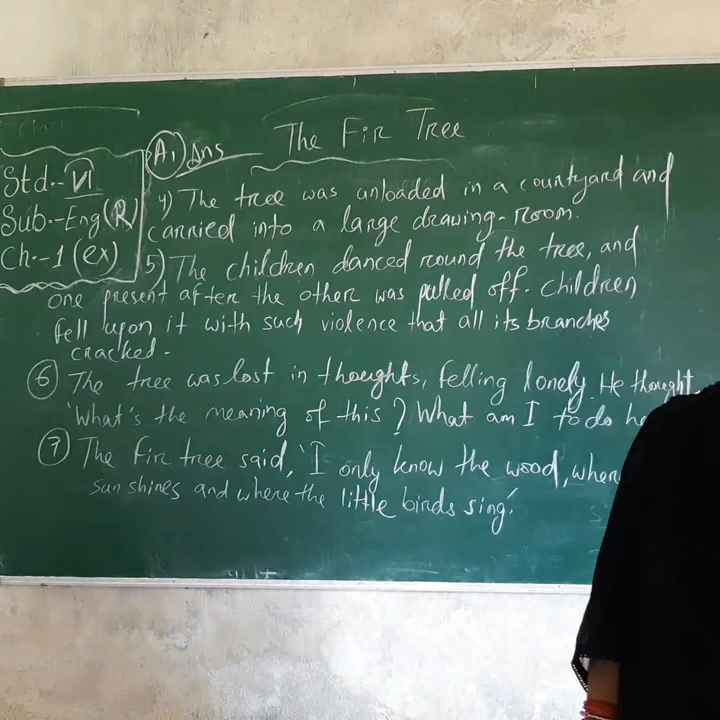 The Fir Tree
Std.- VI
Sub.- Eng (R)
Ch.- 1 (ex)
A. Ans
4) The tree was unloaded in a courtyard and
carried into a large drawing-room.
5) The children danced round the tree, and
one present after the other was pulled off. Children
fell upon it with such violence that all its branches
cracked.
6 The tree was lost in thoughts, felling lonely. He thought
'What's the meaning of this? What am I to do
7 The fir tree said, 'I only know the wood,
sun shines and where the little birds sing.'